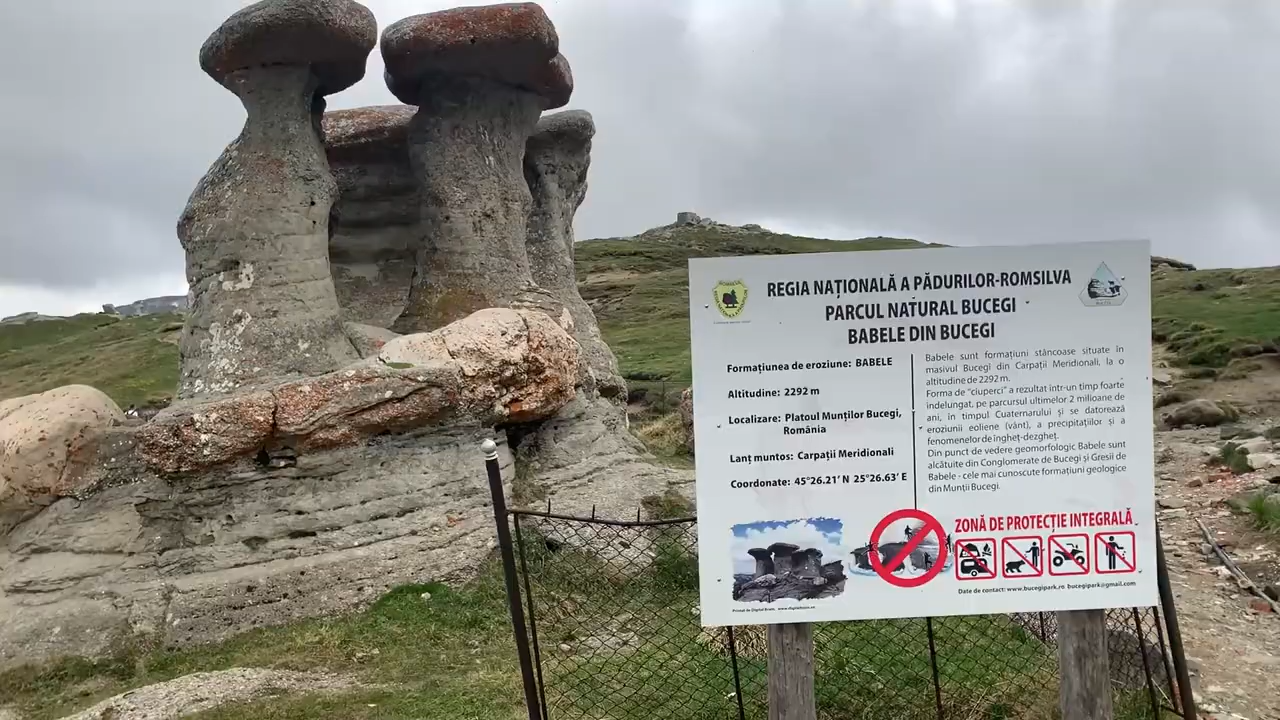 REGIA NAȚIONALĂ A PĂDURILOR-ROMSILVA
PARCUL NATURAL BUCEGI
BABELE DIN BUCEGI
Formațiunea de eroziune: BABELE
Altitudine: 2292 m
Localizare: Platoul Munților Bucegi,
România
Lanț muntos: Carpații Meridionali
Coordonate: 45°26.21' N 25°26.63' E
Babele sunt formațiuni stâncoase situate în
masivul Bucegi din Carpații Meridionali, la o
altitudine de 2292 m.
Forma de "ciuperci" a rezultat într-un timp foarte
îndelungat, pe parcursul ultimelor 2 milioane de
ani, în timpul Cuaternarului și se datorează
eroziunii eoliene (vânt), a precipitațiilor și a
fenomenelor de îngheț-dezgheț.
Din punct de vedere geomorfologic Babele sunt
alcătuite din Conglomerate de Bucegi și Gresii de
Babele - cele mai cunoscute formațiuni geologice
din Munții Bucegi.
ZONĂ DE PROTECȚIE INTEGRALĂ
Date de contact: www.bucegipark.ro bucegipark@gmail.com